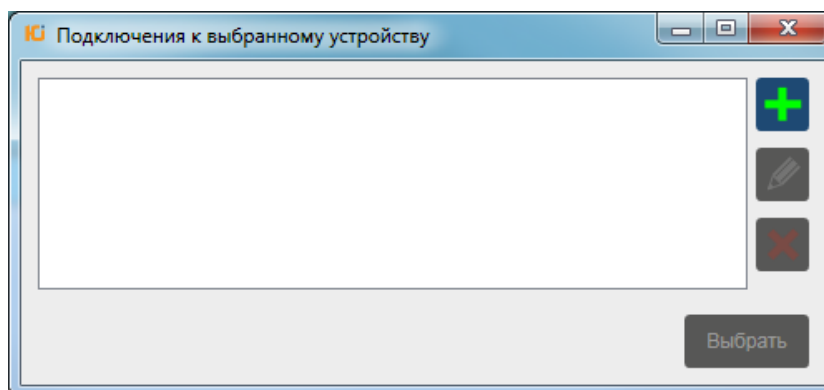 Подключения к выбранному устройству
Выбрать